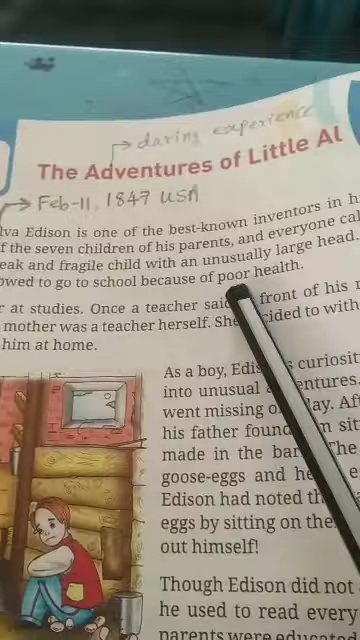 daring experience
The Adventures of Little Al
Feb-11, 1847 USA
lva Edison is one of the best-known inventors in h
f the seven children of his parents, and everyone cal
eak and fragile child with an unusually large head.
owed to go to school because of poor health.
r at studies. Once a teacher said front of his
mother was a teacher herself. She cided to with
him at home.
As a boy, Edis s curiosit
into unusual entures.
went missing o lay. Aft
his father foun m sitt
made in the bar The
goose-eggs and he
Edison had noted th
eggs by sitting on the
out himself!
Though Edison did not
he used to read every
parents were educated